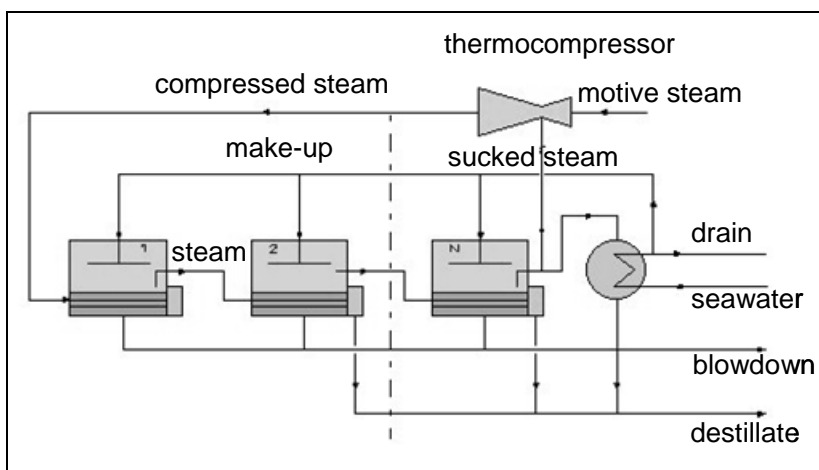 thermocompressor
compressed steam
motive steam
make-up
sucked steam
1
steam
2
N
drain
seawater
blowdown
destillate